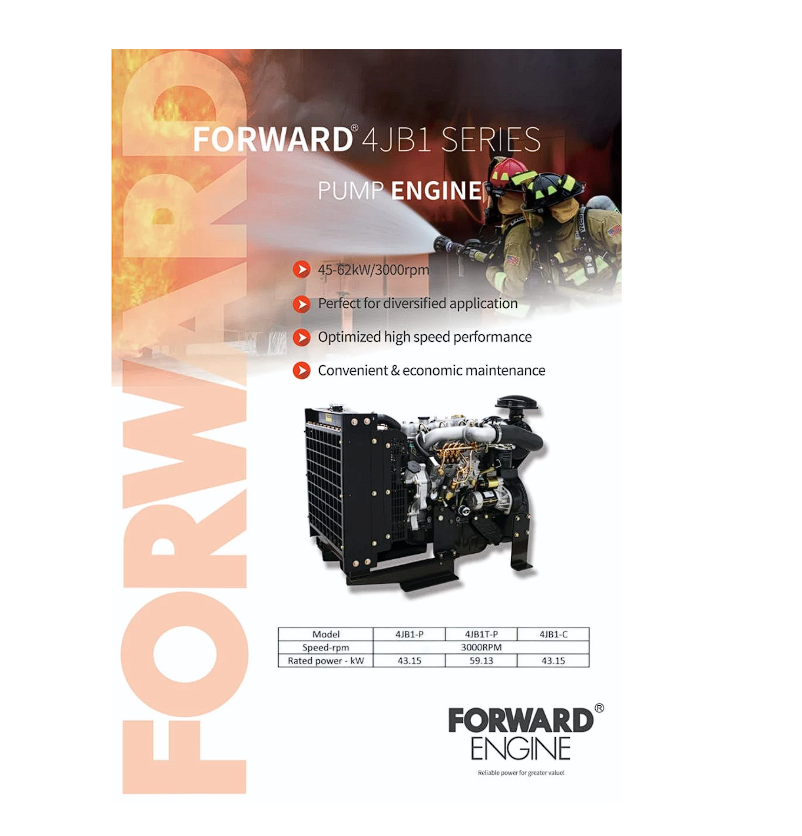 FORWARD
FORWARD® 4JB1 SERIES
PUMP ENGINE
45-62kW/3000rpm
Perfect for diversified application
Optimized high speed performance
Convenient & economic maintenance
Model 4JB1-P 4JB1T-P 4JB1-C
Speed-rpm 3000RPM
Rated power - kW 43.15 59.13 43.15
FORWARD®
ENGINE
Reliable power for greater value!